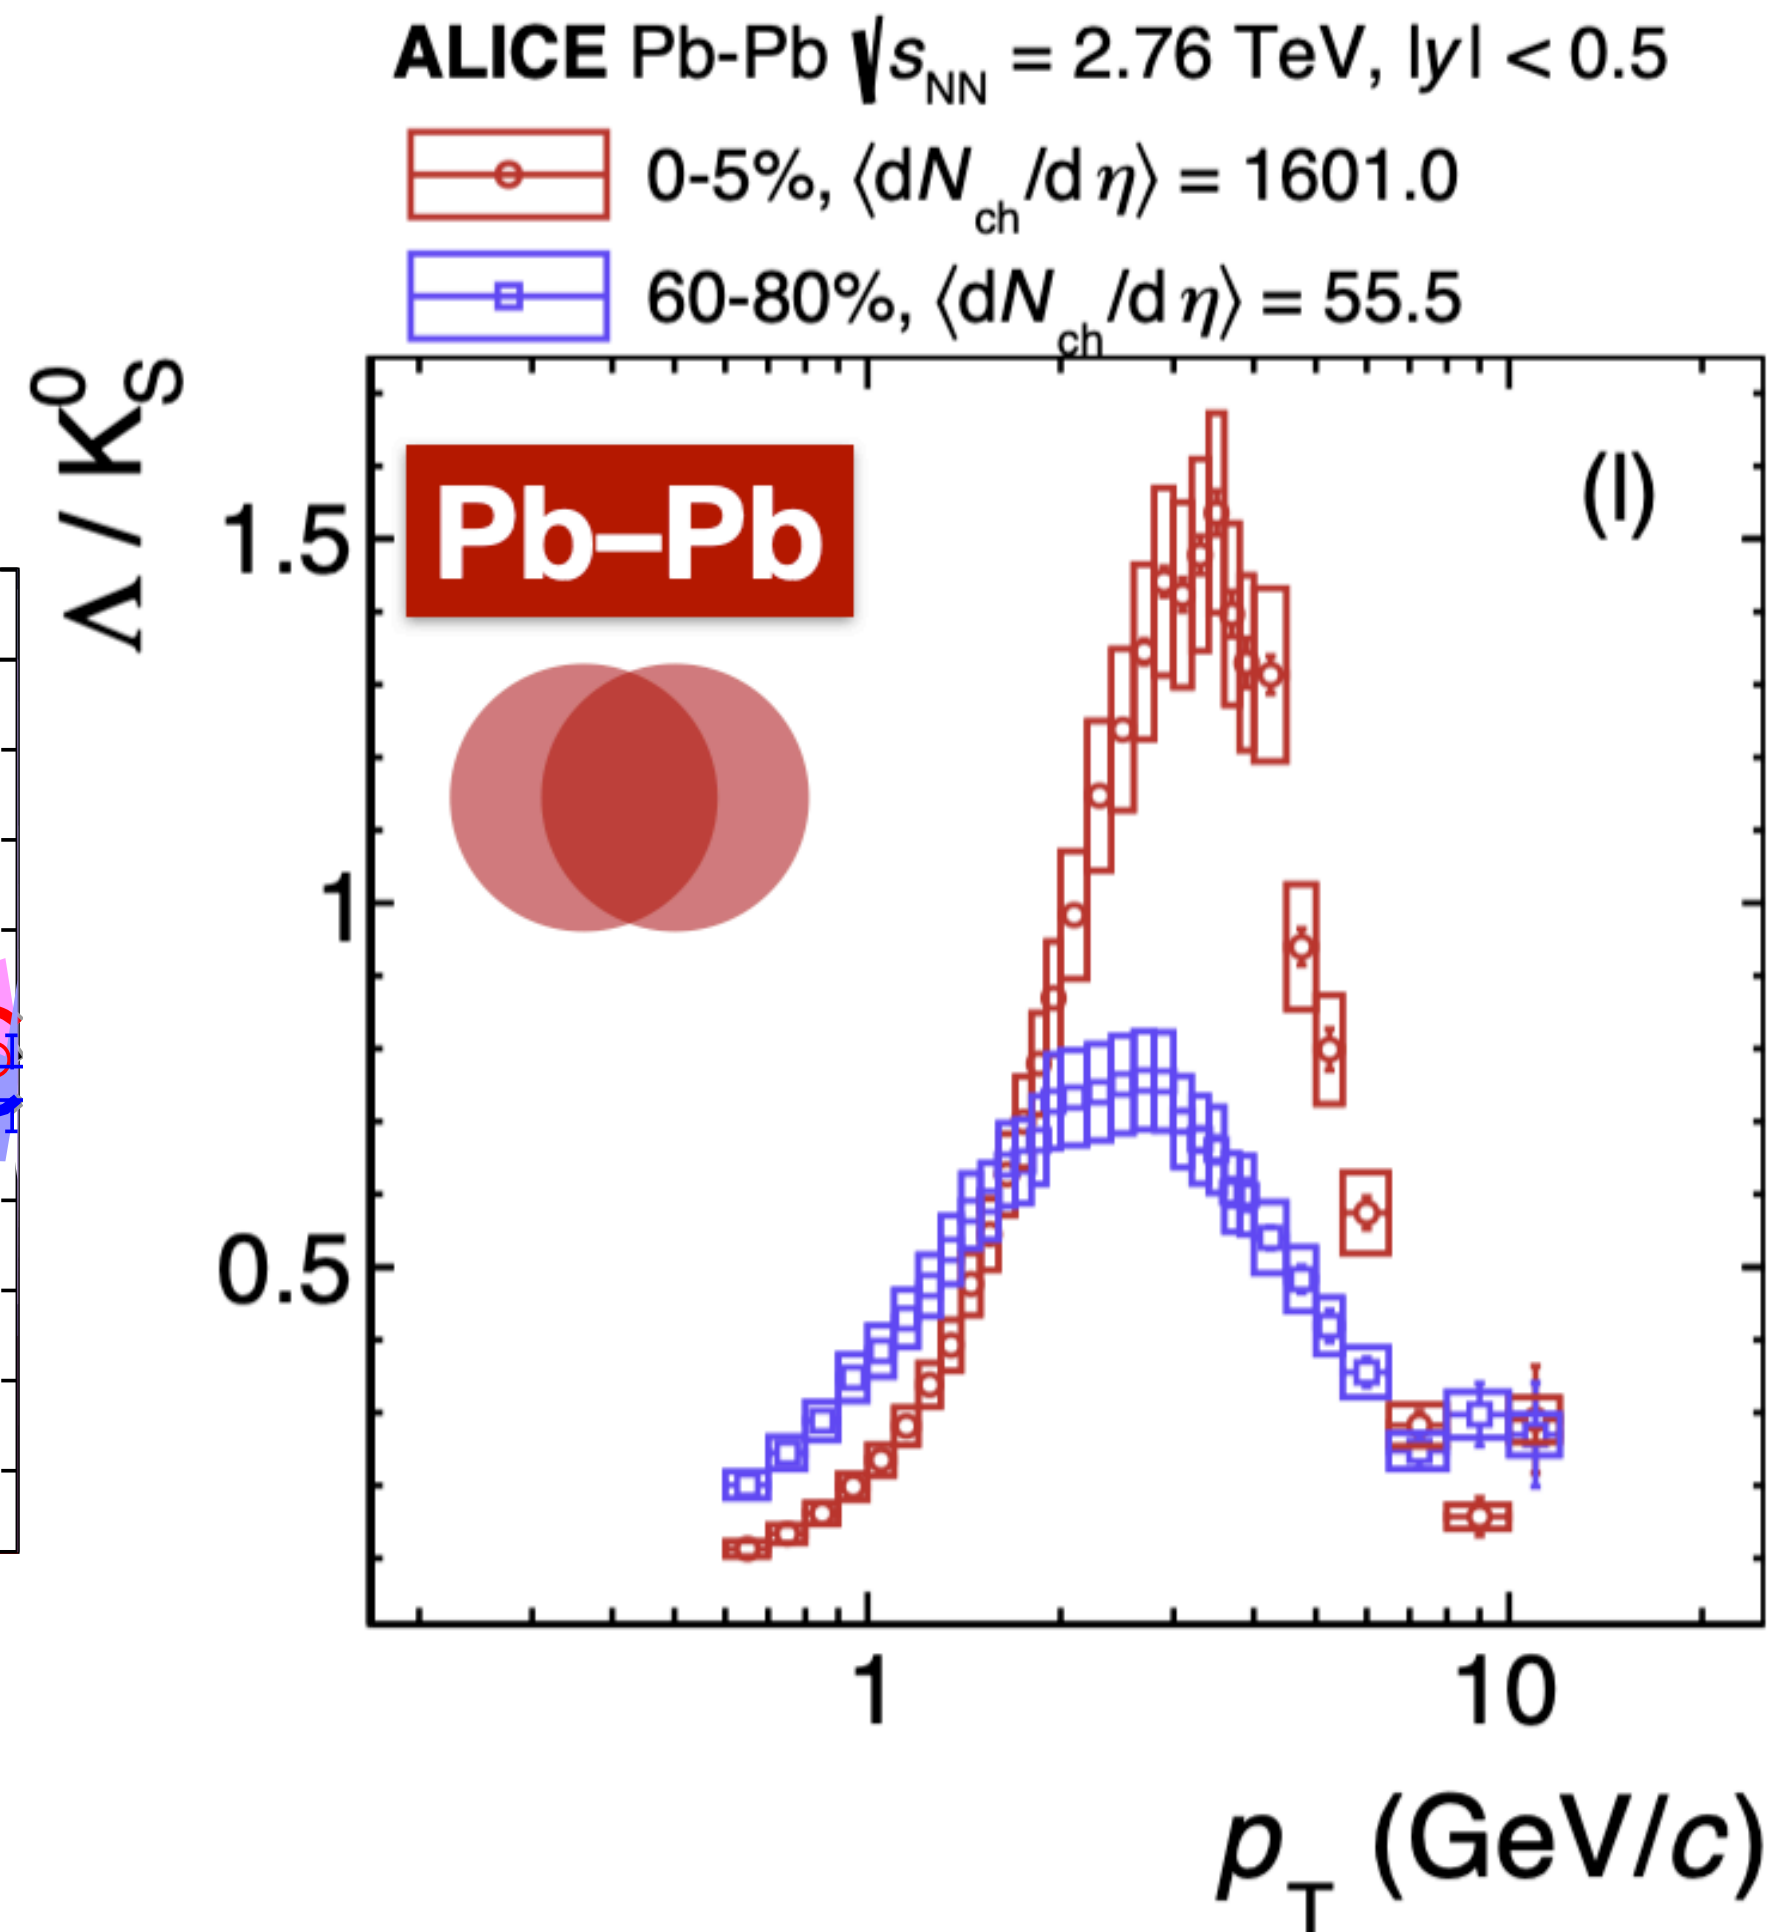 ALICE Pb-Pb √sNN = 2.76 TeV, |y| < 0.5
0-5%, ⟨dNch/dη⟩ = 1601.0
60-80%, ⟨dNch/dη⟩ = 55.5
Λ / K0S
(l)
Pb–Pb
1.5
1
0.5
1
10
pT (GeV/c)